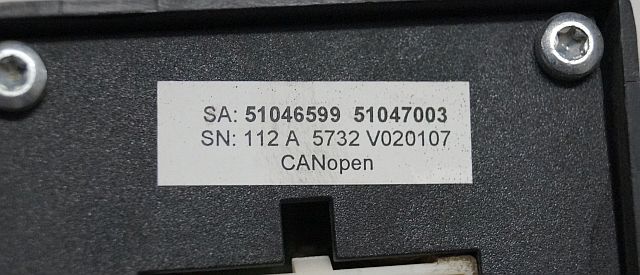 SA: 51046599 51047003
SN: 112 A 5732 V020107
CANopen